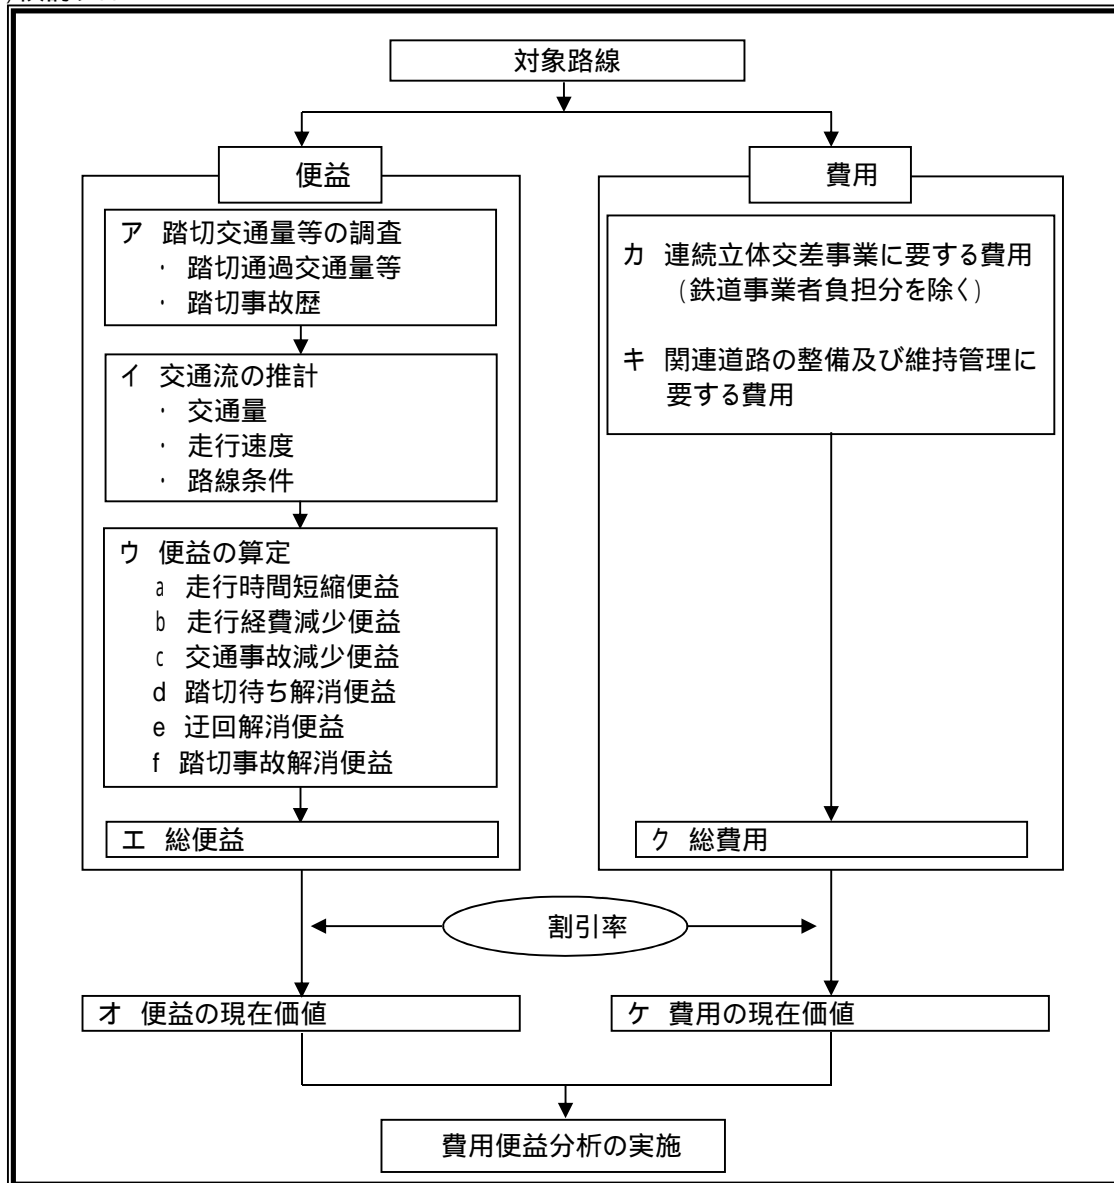 対象路線
便益
ア 踏切交通量等の調査
・ 踏切通過交通量等
・ 踏切事故歴
イ 交通流の推計
・ 交通量
・ 走行速度
・ 路線条件
ウ 便益の算定
a 走行時間短縮便益
b 走行経費減少便益
c 交通事故減少便益
d 踏切待ち解消便益
e 迂回解消便益
f 踏切事故解消便益
エ 総便益
費用
カ 連続立体交差事業に要する費用
(鉄道事業者負担分を除く)
キ 関連道路の整備及び維持管理に
要する費用
ク 総費用
割引率
オ 便益の現在価値
ケ 費用の現在価値
費用便益分析の実施